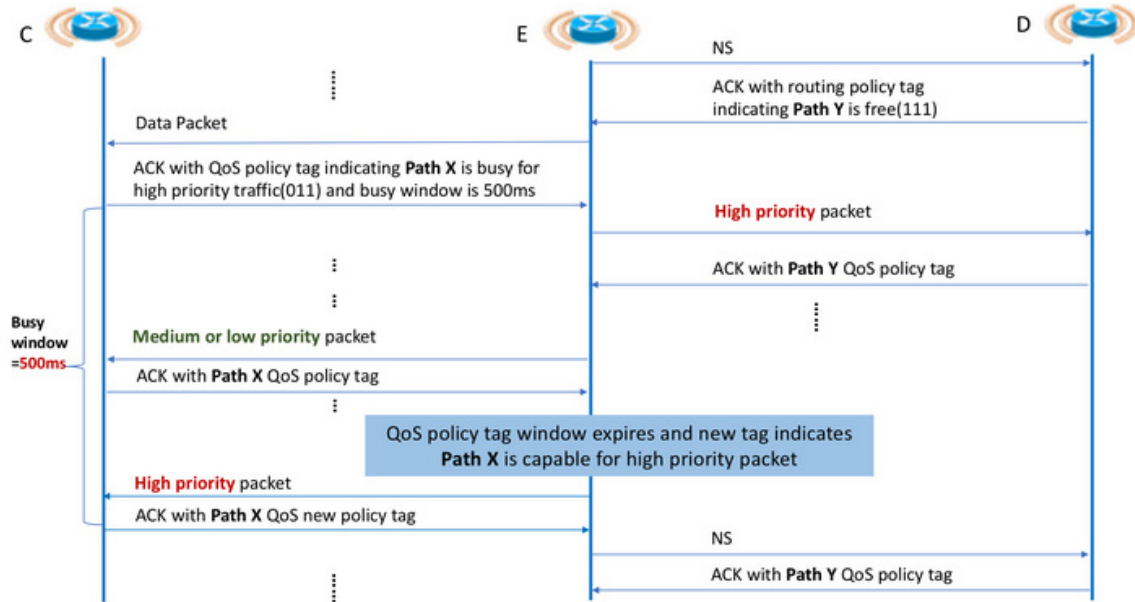 C
E
D
NS
ACK with routing policy tag
indicating Path Y is free(111)
Data Packet
ACK with QoS policy tag indicating Path X is busy for
high priority traffic(011) and busy window is 500ms
High priority packet
ACK with Path Y QoS policy tag
Busy
window
=500ms
Medium or low priority packet
ACK with Path X QoS policy tag
QoS policy tag window expires and new tag indicates
Path X is capable for high priority packet
High priority packet
ACK with Path X QoS new policy tag
NS
ACK with Path Y QoS policy tag